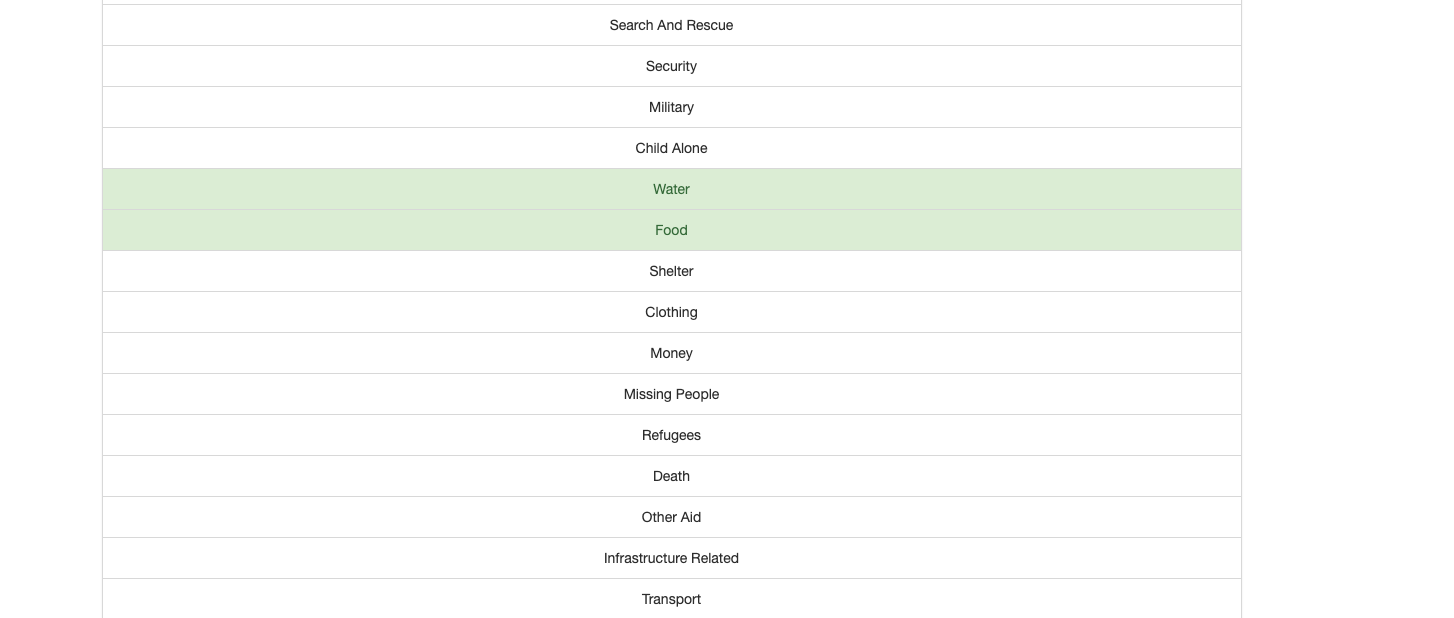 Search And Rescue
Security
Military
Child Alone
Water
Food
Shelter
Clothing
Money
Missing People
Refugees
Death
Other Aid
Infrastructure Related
Transport